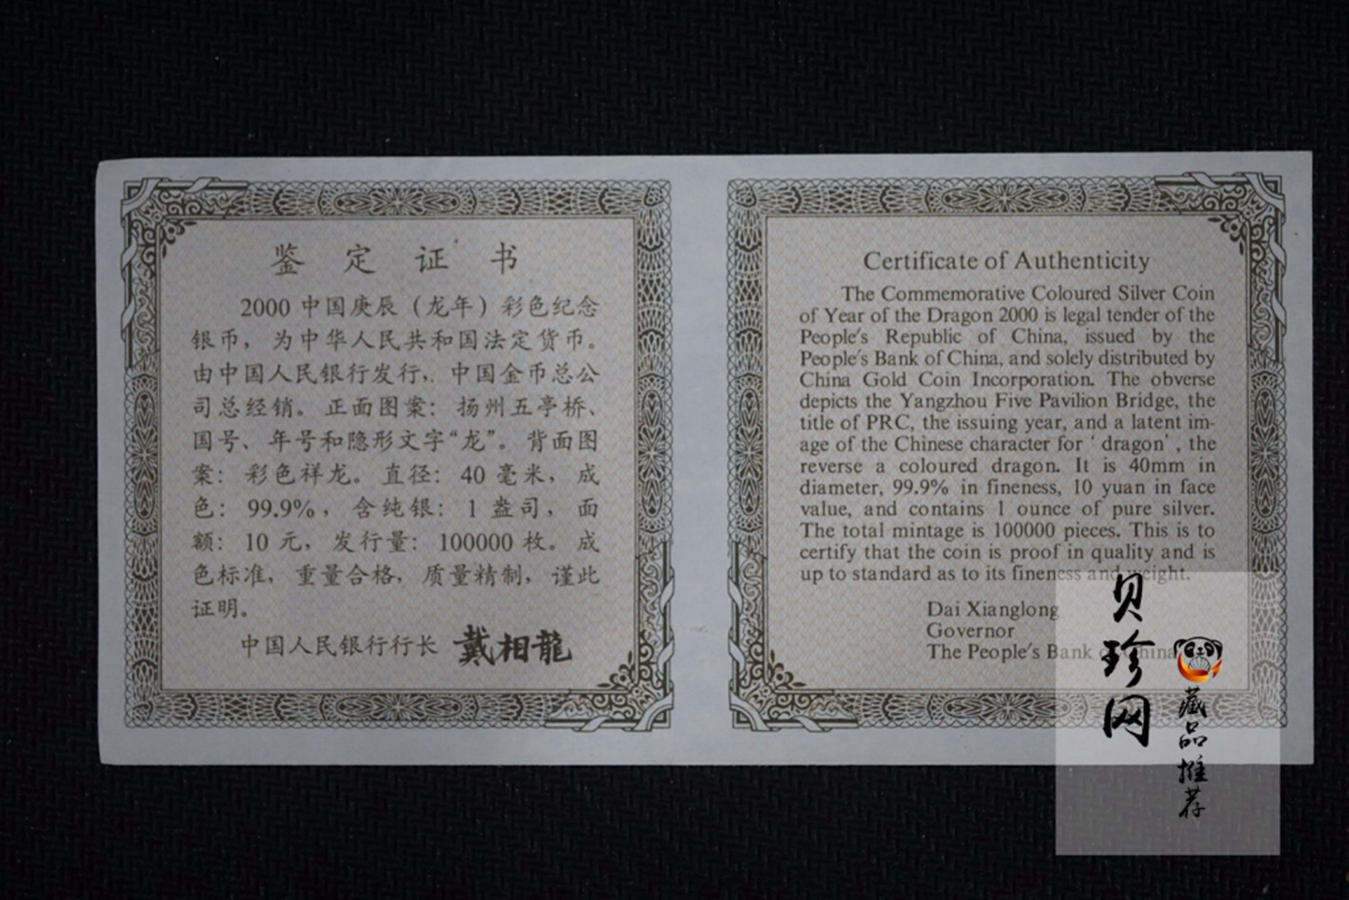 鉴定证书
2000 中国庚辰（龙年）彩色纪念
银币，为中华人民共和国法定货币。
由中国人民银行发行，中国金币总公
司总经销。正面图案：扬州五亭桥、
国号、年号和隐形文字“龙”。背面图
案：彩色祥龙。直径：40 毫米，成
色：99.9%，含纯银：1 盎司，面
额：10 元，发行量：100000 枚。成
色标准，重量合格，质量精制，谨此
证明。
中国人民银行行长 戴相龍
Certificate of Authenticity
The Commemorative Coloured Silver Coin
of Year of the Dragon 2000 is legal tender of the
People's Republic of China, issued by the
People's Bank of China, and solely distributed by
China Gold Coin Incorporation. The obverse
depicts the Yangzhou Five Pavilion Bridge, the
title of PRC, the issuing year, and a latent im-
age of the Chinese character for ' dragon' , the
reverse a coloured dragon. It is 40mm in
diameter, 99.9% in fineness, 10 yuan in face
value, and contains 1 ounce of pure silver.
The total mintage is 100000 pieces. This is to
certify that the coin is proof in quality and is
up to standard as to its fineness and weight.
Dai Xianglong
Governor
The People's Bank of China
贝珍网
藏品推荐